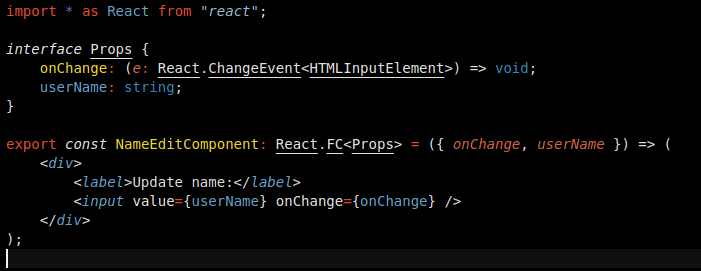 import * as React from "react";

interface Props {
    onChange: (e: React.ChangeEvent<HTMLInputElement>) => void;
    userName: string;
}

export const NameEditComponent: React.FC<Props> = ({ onChange, userName }) => (
    <div>
        <label>Update name:</label>
        <input value={userName} onChange={onChange} />
    </div>
);